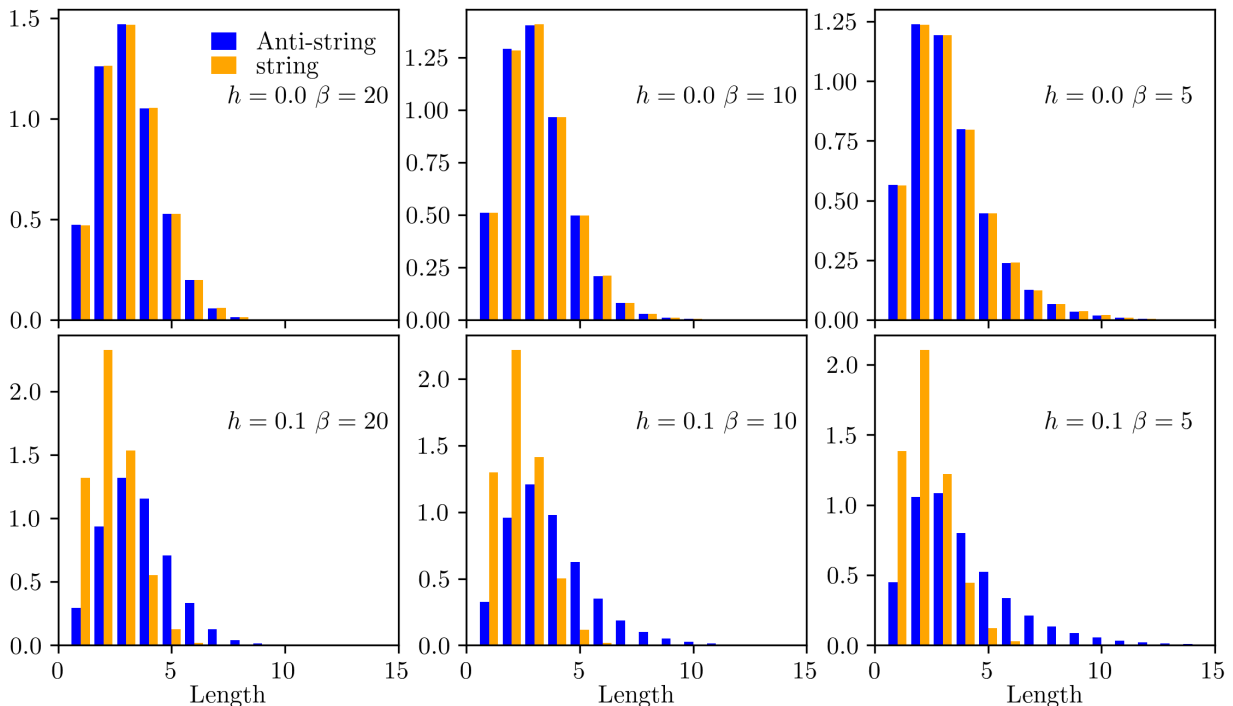 1.5
1.0
0.5
0.0
Anti-string
string
h = 0.0 β = 20
1.25
1.00
0.75
0.50
0.25
0.00
h = 0.0 β = 10
1.25
1.00
0.75
0.50
0.25
0.00
h = 0.0 β = 5
2.0
1.5
1.0
0.5
0.0
h = 0.1 β = 20
0 5 10 15
Length
2.0
1.5
1.0
0.5
0.0
h = 0.1 β = 10
0 5 10 15
Length
2.0
1.5
1.0
0.5
0.0
h = 0.1 β = 5
0 5 10 15
Length